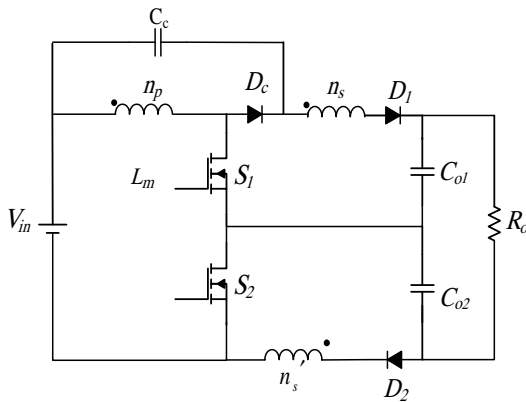 C_c
n_p
D_c
n_s
D_1
L_m
S_1
C_o1
V_in
R_o
S_2
C_o2
n_s'
D_2